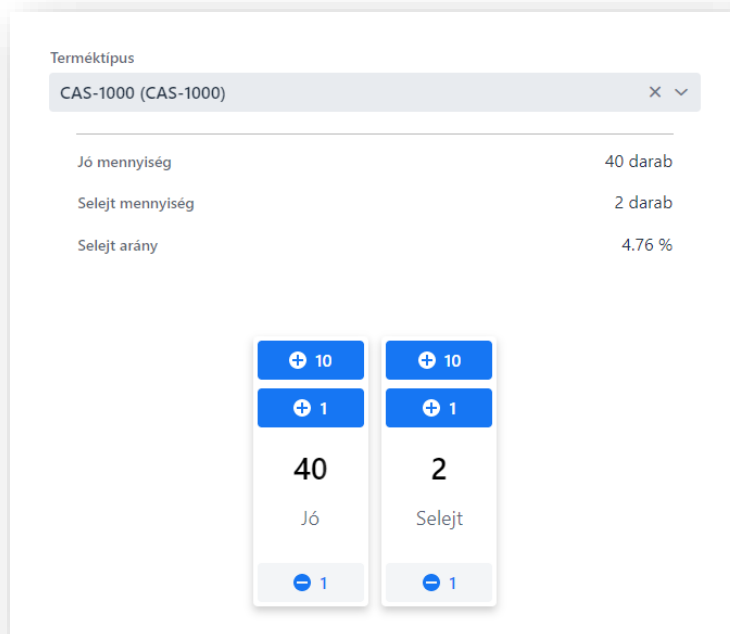 Terméktípus
CAS-1000 (CAS-1000)
Jó mennyiség 40 darab
Selejt mennyiség 2 darab
Selejt arány 4.76 %
10 10
1 1
40 2
Jó Selejt
1 1